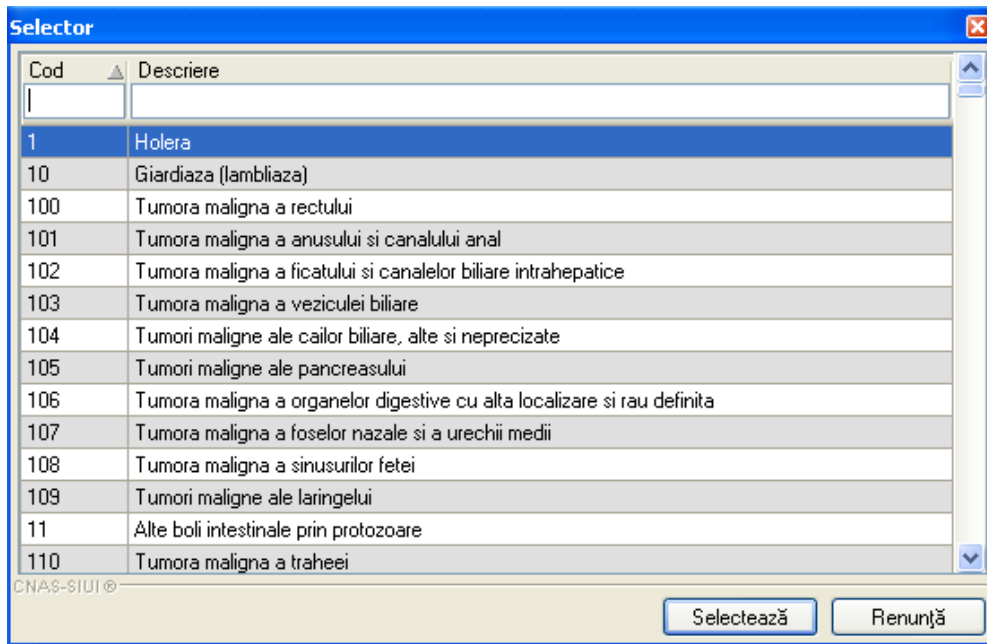 Selector
Cod Descriere
1 Holera
10 Giardiaza (lambliaza)
100 Tumora maligna a rectului
101 Tumora maligna a anusului si canalului anal
102 Tumora maligna a ficatului si canalelor biliare intrahepatice
103 Tumora maligna a veziculei biliare
104 Tumori maligne ale cailor biliare, alte si neprecizate
105 Tumori maligne ale pancreasului
106 Tumora maligna a organelor digestive cu alta localizare si rau definita
107 Tumora maligna a foselor nazale si a urechii medii
108 Tumora maligna a sinusurilor fetei
109 Tumori maligne ale laringelui
11 Alte boli intestinale prin protozoare
110 Tumora maligna a traheei
CNAS-SIUI®
Selectează Renunţă